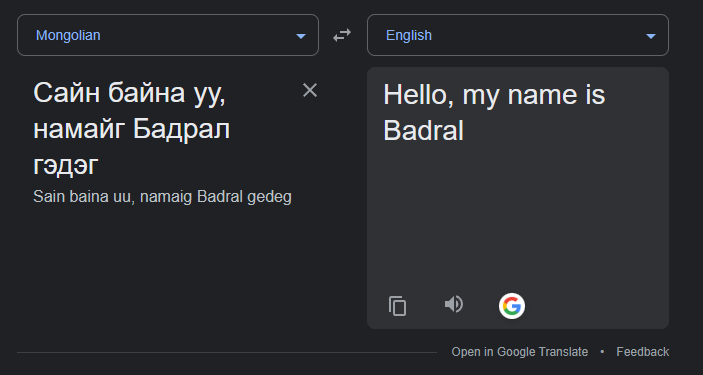 Mongolian
English
Сайн байна уу,
намайг Бадрал
гэдэг
Sain baina uu, namaig Badral gedeg
Hello, my name is
Badral
Open in Google Translate • Feedback